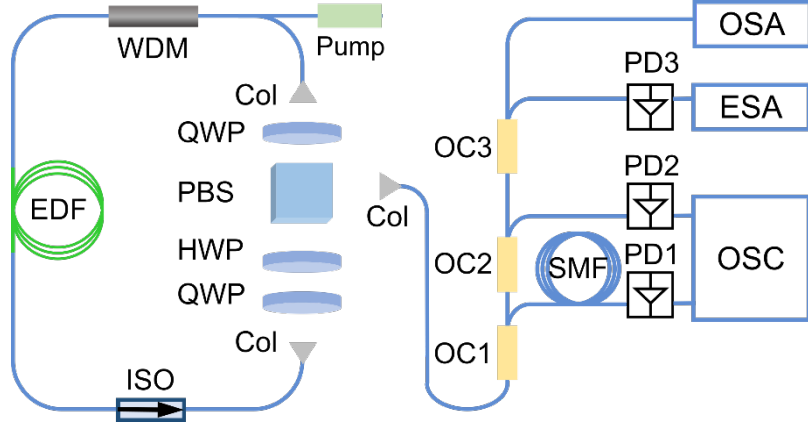 WDM
Pump
Col
QWP
PBS
HWP
QWP
Col
EDF
ISO
Col
OC3
OC2
OC1
SMF
PD3
PD2
PD1
OSA
ESA
OSC